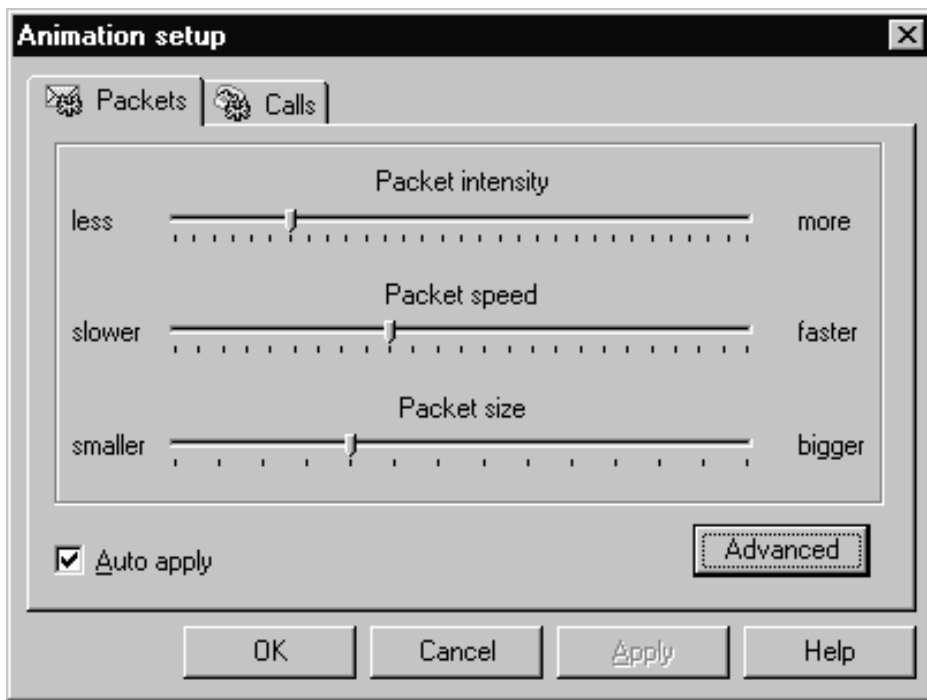 Animation setup
Packets Calls
Packet intensity
less more
Packet speed
slower faster
Packet size
smaller bigger
Auto apply Advanced
OK Cancel Apply Help